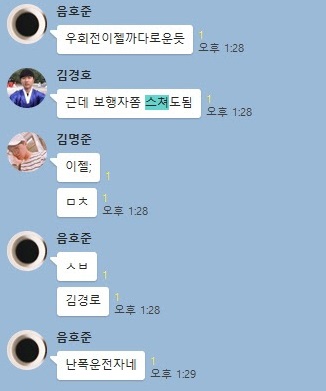 음호준
우회전이젤까다로운듯
1
오후 1:28
김경호
근데 보행자쫌 스쳐도됨
1
오후 1:28
김명준
이젤;
1
ㅁㅊ
1
오후 1:28
음호준
ㅅㅂ
1
김경로
1
오후 1:28
음호준
난폭운전자네
1
오후 1:29